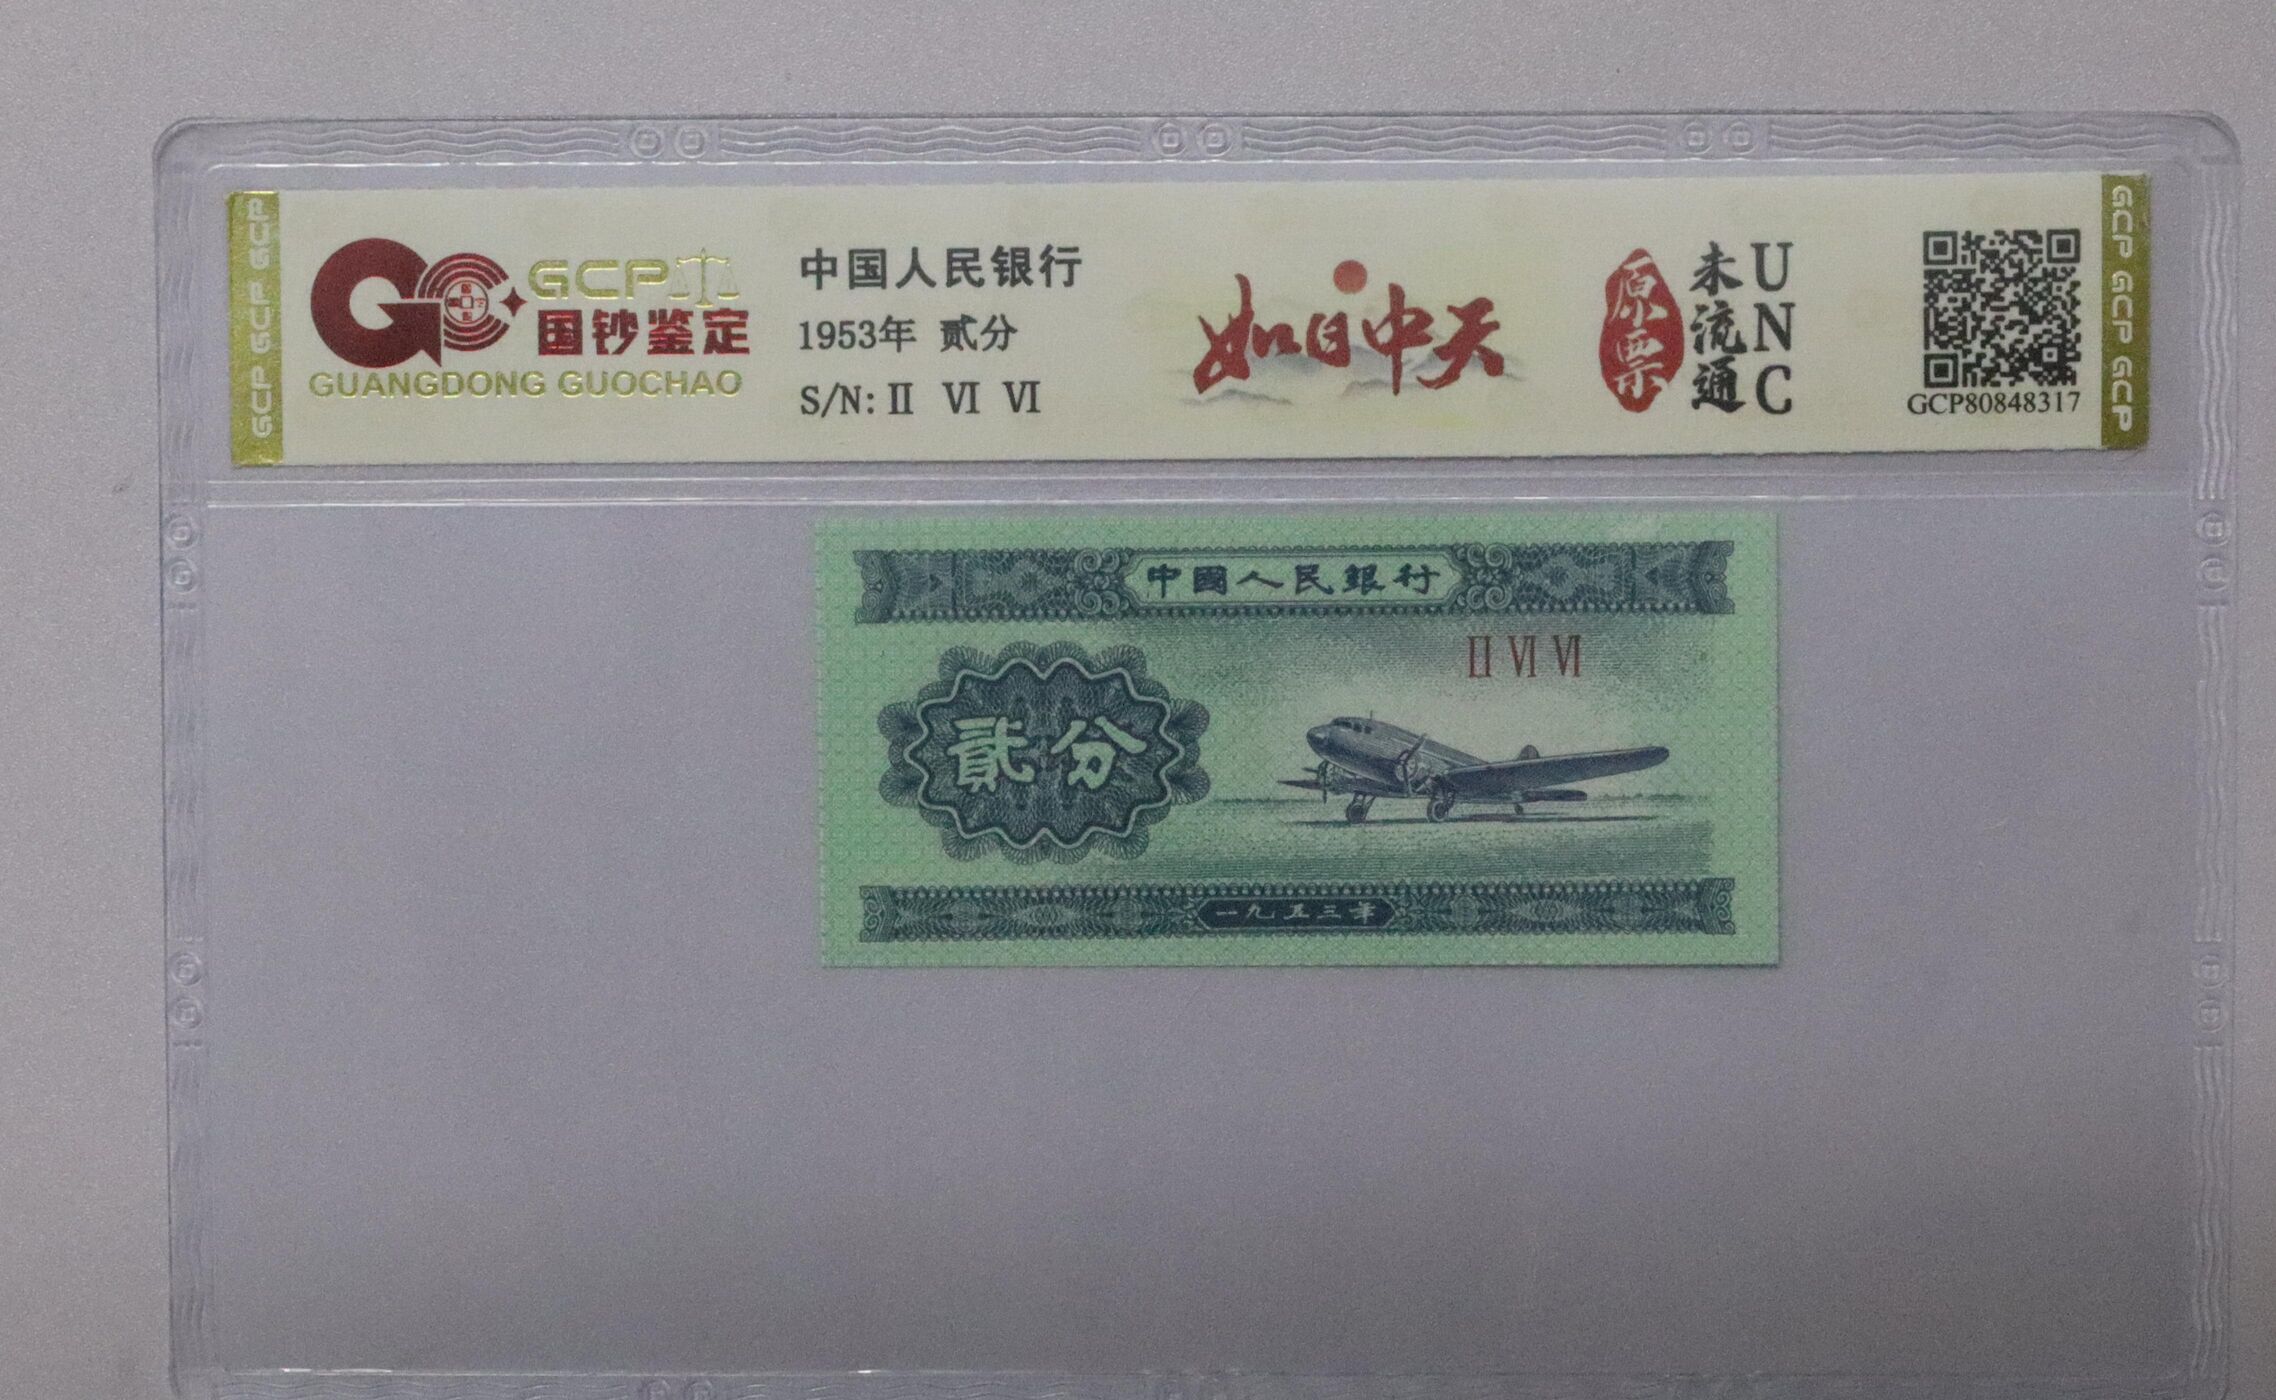 GCP GCP GCP
GCP
国钞鉴定
GUANGDONG GUOCHAO
中国人民银行
1953年 贰分
S/N: II VI VI
如日中天
原票
未流通
UNC
GCP80848317
GCP GCP GCP
中國人民銀行
II VI VI
貳分
一九五三年